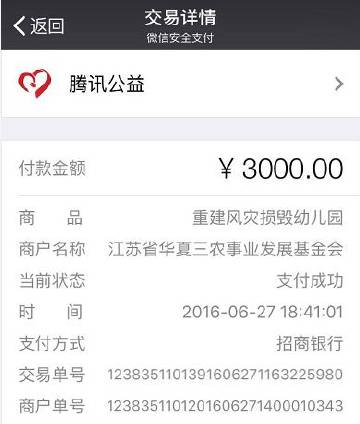 返回
交易详情
微信安全支付
腾讯公益
付款金额 ¥ 3000.00
商 品 重建风灾损毁幼儿园
商户名称 江苏省华夏三农事业发展基金会
当前状态 支付成功
时 间 2016-06-27 18:41:01
支付方式 招商银行
交易单号 1238351101391606271163225980
商户单号 1238351101201606271400010343